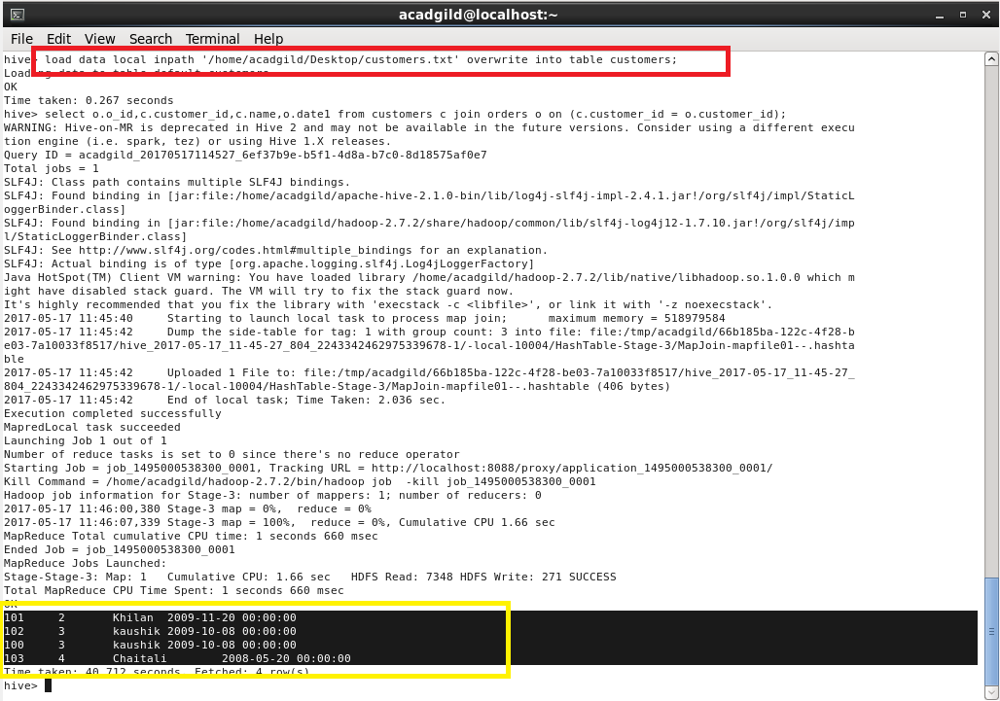 acadgild@localhost:~
File Edit View Search Terminal Help
hive> load data local inpath '/home/acadgild/Desktop/customers.txt' overwrite into table customers;
Loading data to table default.customers
OK
Time taken: 0.267 seconds
hive> select o.o_id,c.customer_id,c.name,o.date1 from customers c join orders o on (c.customer_id = o.customer_id);
WARNING: Hive-on-MR is deprecated in Hive 2 and may not be available in the future versions. Consider using a different execu
tion engine (i.e. spark, tez) or using Hive 1.X releases.
Query ID = acadgild_20170517114527_6ef37b9e-b5f1-4d8a-b7c0-8d18575af0e7
Total jobs = 1
SLF4J: Class path contains multiple SLF4J bindings.
SLF4J: Found binding in [jar:file:/home/acadgild/apache-hive-2.1.0-bin/lib/log4j-slf4j-impl-2.4.1.jar!/org/slf4j/impl/StaticL
oggerBinder.class]
SLF4J: Found binding in [jar:file:/home/acadgild/hadoop-2.7.2/share/hadoop/common/lib/slf4j-log4j12-1.7.10.jar!/org/slf4j/imp
l/StaticLoggerBinder.class]
SLF4J: See http://www.slf4j.org/codes.html#multiple_bindings for an explanation.
SLF4J: Actual binding is of type [org.apache.logging.slf4j.Log4jLoggerFactory]
Java HotSpot(TM) Client VM warning: You have loaded library /home/acadgild/hadoop-2.7.2/lib/native/libhadoop.so.1.0.0 which m
ight have disabled stack guard. The VM will try to fix the stack guard now.
It's highly recommended that you fix the library with 'execstack -c <libfile>', or link it with '-z noexecstack'.
2017-05-17 11:45:40     Starting to launch local task to process map join;      maximum memory = 518979584
2017-05-17 11:45:42     Dump the side-table for tag: 1 with group count: 3 into file: file:/tmp/acadgild/66b185ba-122c-4f28-b
e03-7a10033f8517/hive_2017-05-17_11-45-27_804_2243342462975339678-1/-local-10004/HashTable-Stage-3/MapJoin-mapfile01--.hashta
ble
2017-05-17 11:45:42     Uploaded 1 File to: file:/tmp/acadgild/66b185ba-122c-4f28-be03-7a10033f8517/hive_2017-05-17_11-45-27_
804_2243342462975339678-1/-local-10004/HashTable-Stage-3/MapJoin-mapfile01--.hashtable (406 bytes)
2017-05-17 11:45:42     End of local task; Time Taken: 2.036 sec.
Execution completed successfully
MapredLocal task succeeded
Launching Job 1 out of 1
Number of reduce tasks is set to 0 since there's no reduce operator
Starting Job = job_1495000538300_0001, Tracking URL = http://localhost:8088/proxy/application_1495000538300_0001/
Kill Command = /home/acadgild/hadoop-2.7.2/bin/hadoop job  -kill job_1495000538300_0001
Hadoop job information for Stage-3: number of mappers: 1; number of reducers: 0
2017-05-17 11:46:00,380 Stage-3 map = 0%,  reduce = 0%
2017-05-17 11:46:07,339 Stage-3 map = 100%,  reduce = 0%, Cumulative CPU 1.66 sec
MapReduce Total cumulative CPU time: 1 seconds 660 msec
Ended Job = job_1495000538300_0001
MapReduce Jobs Launched:
Stage-Stage-3: Map: 1   Cumulative CPU: 1.66 sec   HDFS Read: 7348 HDFS Write: 271 SUCCESS
Total MapReduce CPU Time Spent: 1 seconds 660 msec
OK
101     2       Khilan  2009-11-20 00:00:00
102     3       kaushik 2009-10-08 00:00:00
100     3       kaushik 2009-10-08 00:00:00
103     4       Chaitali        2008-05-20 00:00:00
Time taken: 40.712 seconds, Fetched: 4 row(s)
hive>